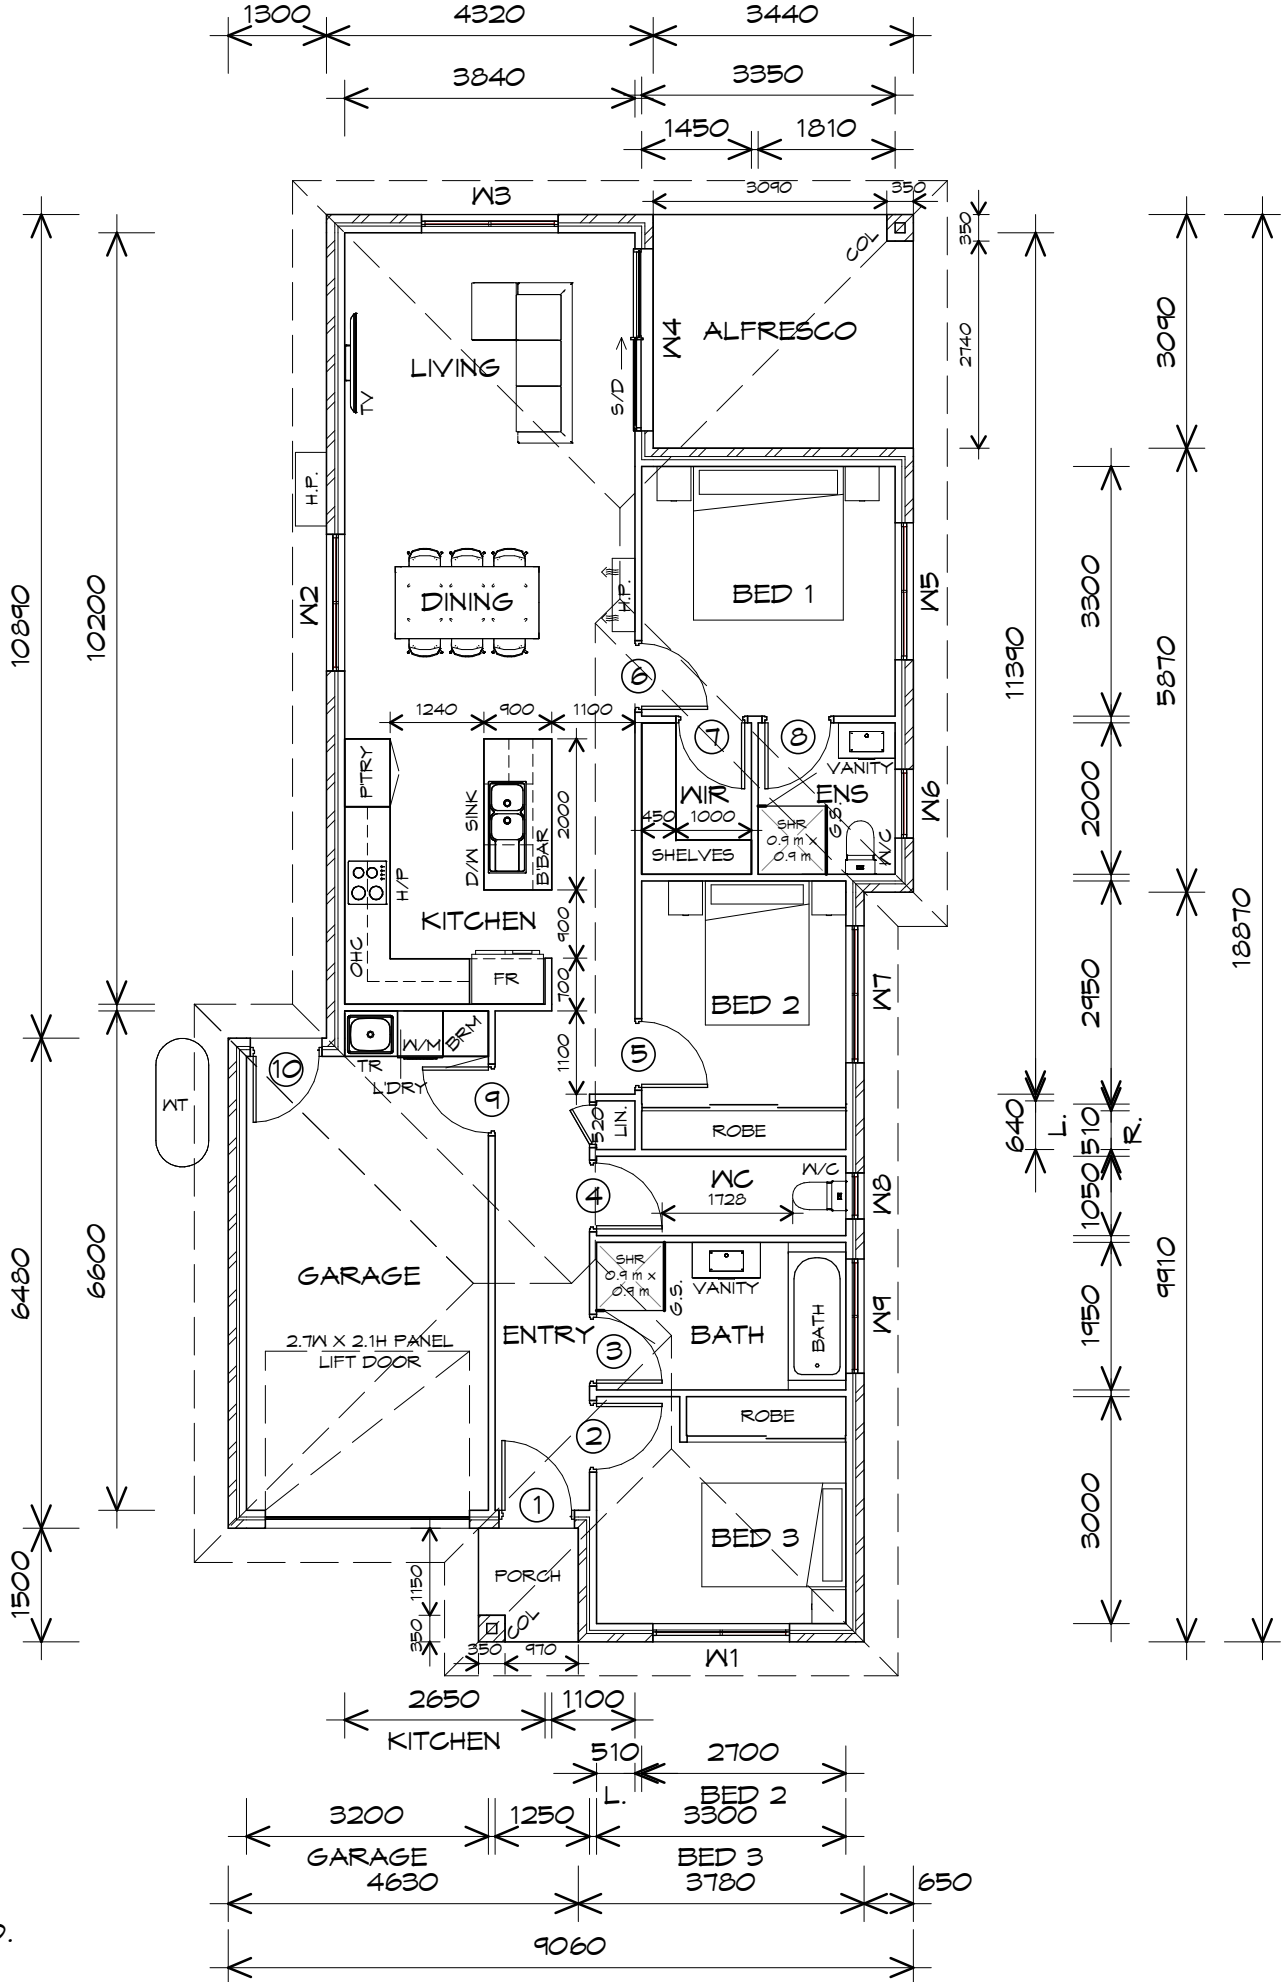 1300 4320 3440
3840 3350
1450 1810
W3 3090 350
COL 350
W4 ALFRESCO
2740 3090
LIVING
TV
S/D
H.P.
10890 10200
W2 DINING H.P. BED 1 W5
3300 11390 5870
6
1240 900 1100
7 8
PTRY VANITY
WIR ENS W6
D/W SINK B'BAR 2000
450 1000 SHR G.S.
0.9 m x
0.9 m
SHELVES W/C
2000
H/P
KITCHEN 900
18870
OHC FR 700
BED 2 W7 2950
10 TR W/M BRM
L'DRY 1100 5
WT
9
520 LIN. ROBE
640 L. 510 R.
WC W/C
4 1728 W8 1050
6480 6600
GARAGE
SHR
0.9 m x
0.9 m G.S.
VANITY
9910
ENTRY BATH BATH W9 1950
2.7W X 2.1H PANEL
LIFT DOOR
3
ROBE
2
1 BED 3 3000
1500 1150 PORCH
350 COL
350 970 W1
2650 1100
KITCHEN
510 2700
L. BED 2
3200 1250 3300
GARAGE BED 3
4630 3780 650
9060